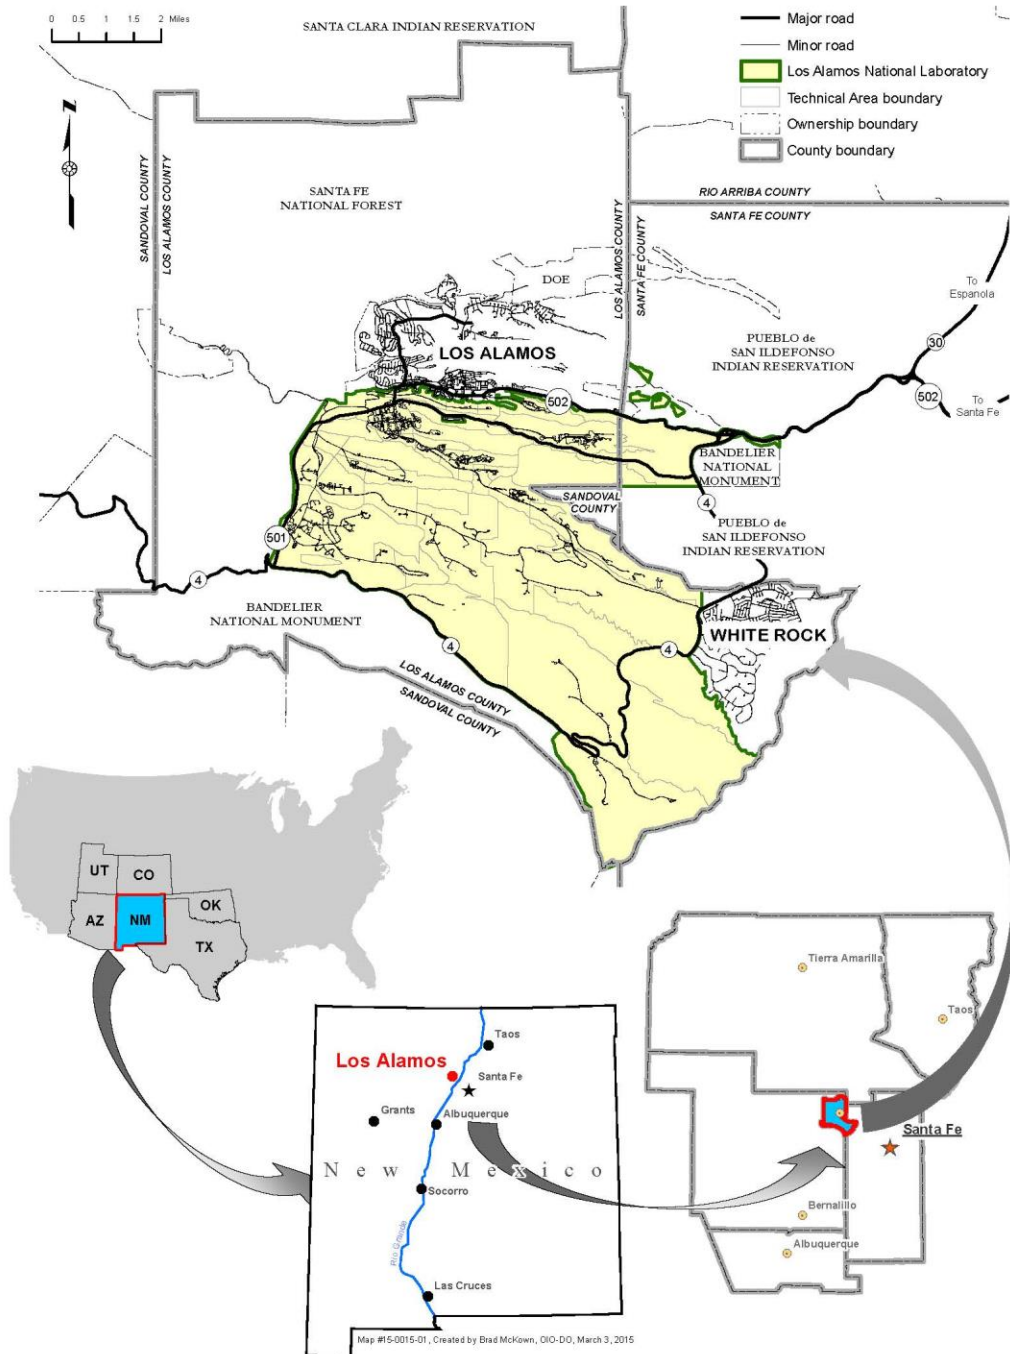 0 0.5 1 1.5 2 Miles
SANTA CLARA INDIAN RESERVATION
Major road
Minor road
Los Alamos National Laboratory
Technical Area boundary
Ownership boundary
County boundary
N
SANDOVAL COUNTY
LOS ALAMOS COUNTY
SANTA FE
NATIONAL FOREST
RIO ARRIBA COUNTY
SANTA FE COUNTY
LOS ALAMOS COUNTY
SANTA FE COUNTY
DOE
To
Espanola
LOS ALAMOS
PUEBLO de
SAN ILDEFONSO
INDIAN RESERVATION
30
502
502
To
Santa Fe
BANDELIER
NATIONAL
MONUMENT
SANDOVAL
COUNTY
4
501
PUEBLO de
SAN ILDEFONSO
INDIAN RESERVATION
4
BANDELIER
NATIONAL MONUMENT
WHITE ROCK
4
4
LOS ALAMOS COUNTY
SANDOVAL COUNTY
UT
CO
AZ
NM
OK
TX
Tierra Amarilla
Taos
Santa Fe
Bernalillo
Albuquerque
Taos
Los Alamos
Santa Fe
Grants
Albuquerque
New Mexico
Socorro
Rio Grande
Las Cruces
Map #15-0015-01, Created by Brad McKown, OIO-DO, March 3, 2015